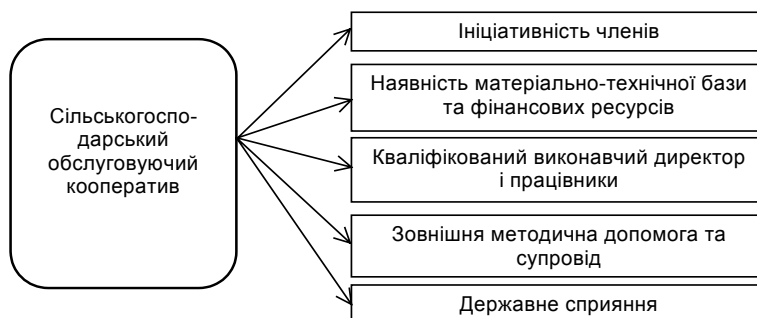 Сільськогоспо-
дарський
обслуговуючий
кооператив
Ініціативність членів
Наявність матеріально-технічної бази
та фінансових ресурсів
Кваліфікований виконавчий директор
і працівники
Зовнішня методична допомога та
супровід
Державне сприяння